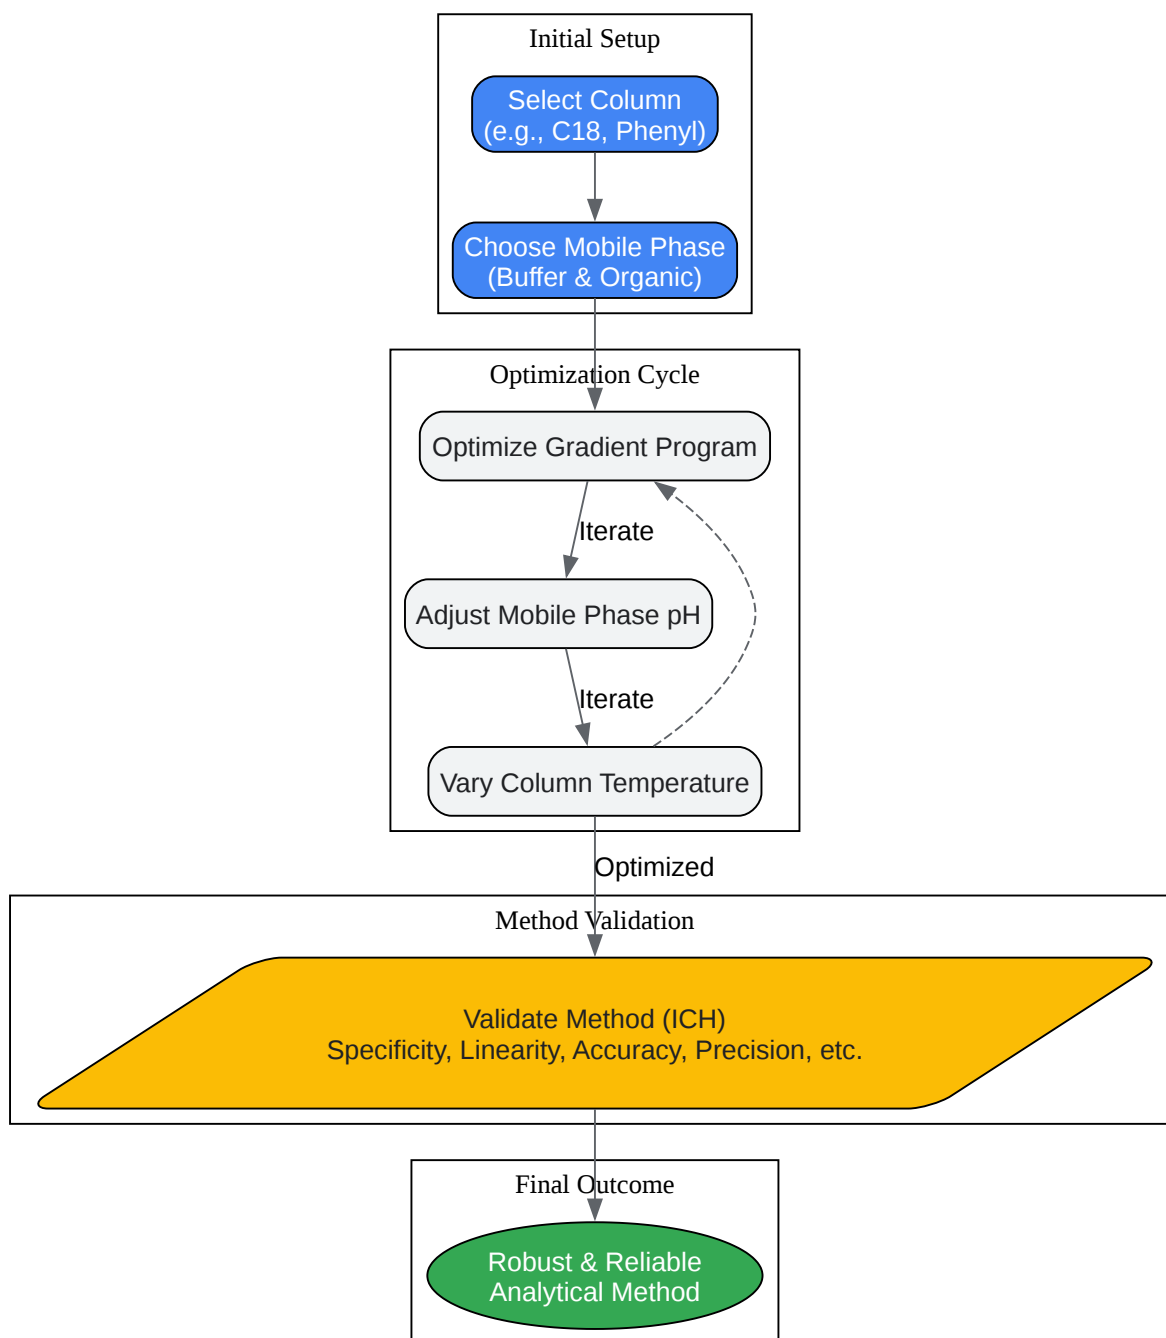 Initial Setup
Select Column
(e.g., C18, Phenyl)
Choose Mobile Phase
(Buffer & Organic)
Optimization Cycle
Optimize Gradient Program
Iterate
Adjust Mobile Phase pH
Iterate
Vary Column Temperature
Optimized
Method Validation
Validate Method (ICH)
Specificity, Linearity, Accuracy, Precision, etc.
Final Outcome
Robust & Reliable
Analytical Method